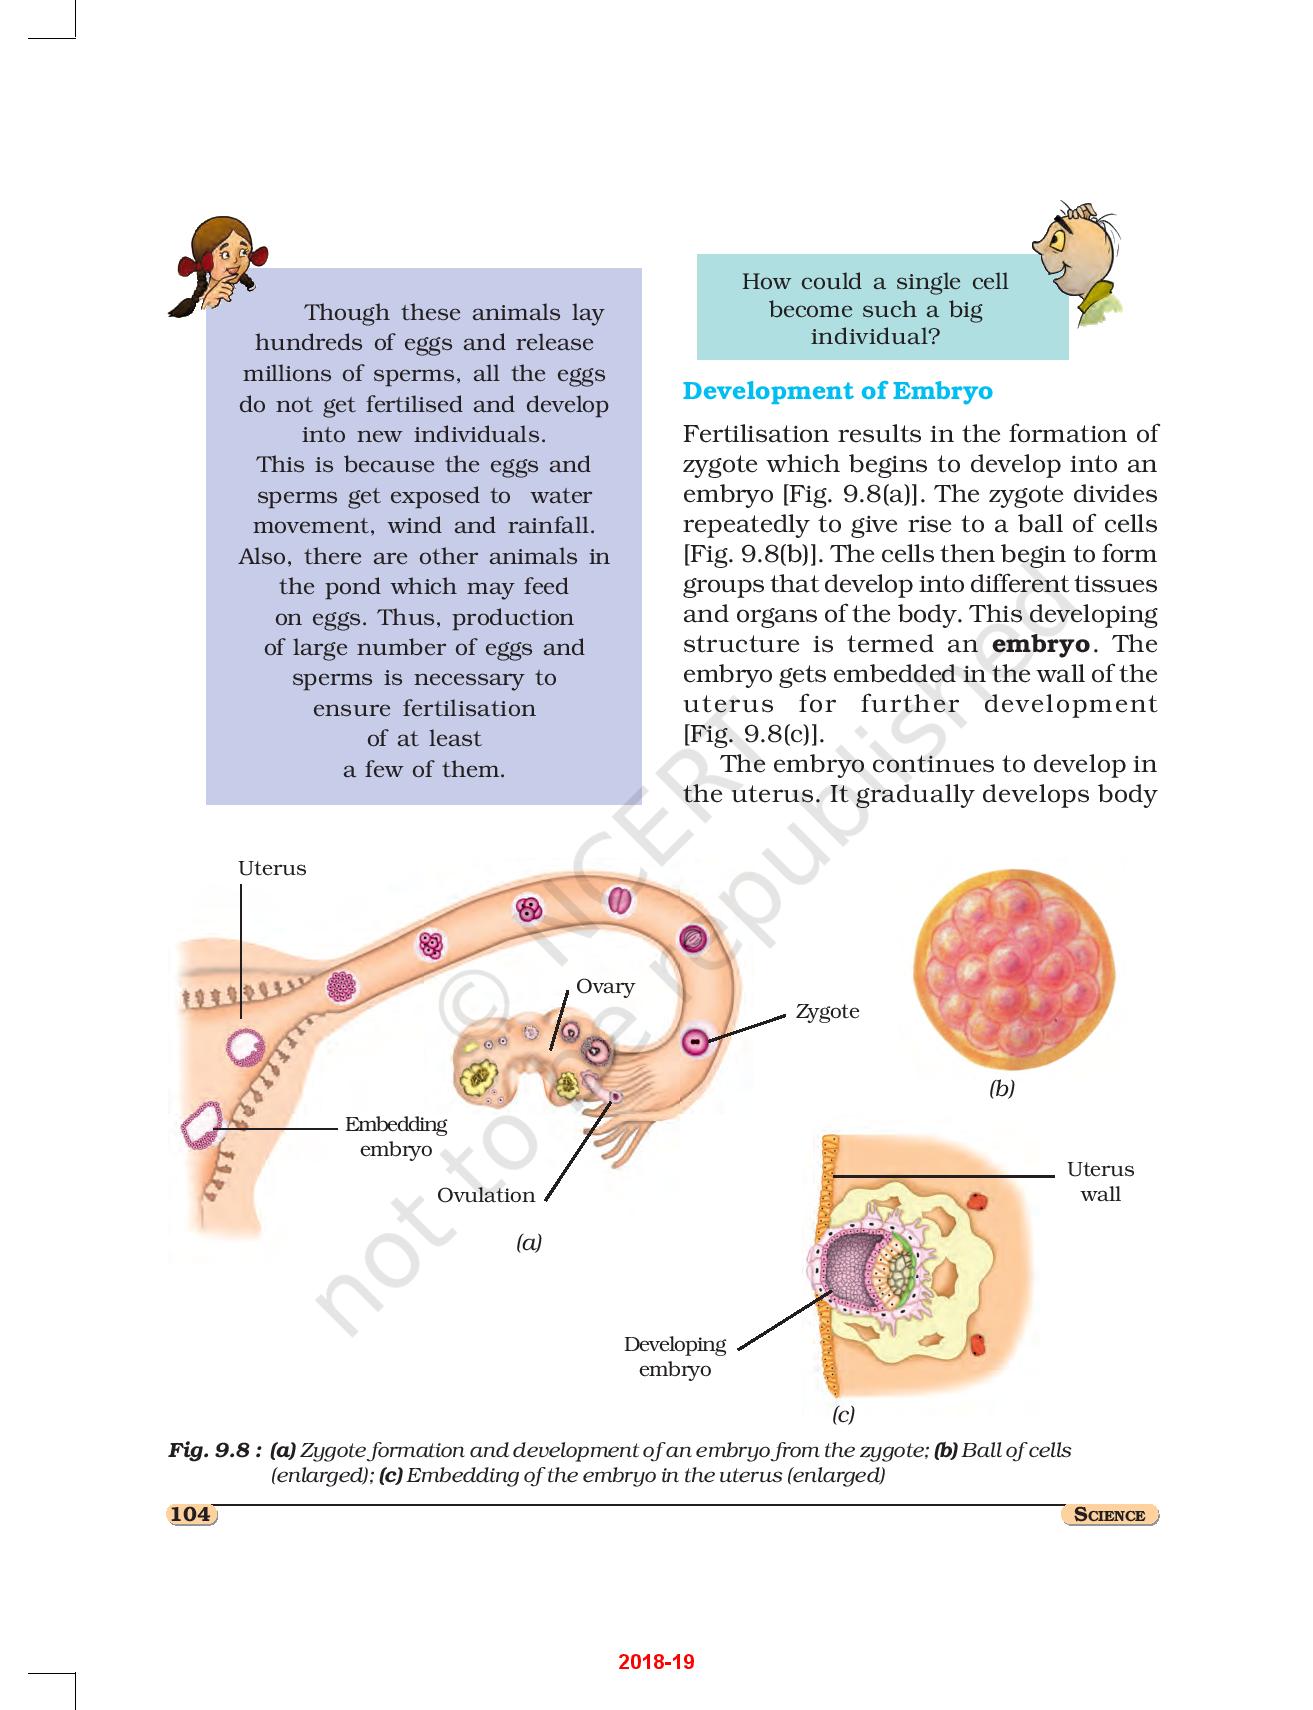 Though these animals lay
hundreds of eggs and release
millions of sperms, all the eggs
do not get fertilised and develop
into new individuals.
This is because the eggs and
sperms get exposed to water
movement, wind and rainfall.
Also, there are other animals in
the pond which may feed
on eggs. Thus, production
of large number of eggs and
sperms is necessary to
ensure fertilisation
of at least
a few of them.
How could a single cell
become such a big
individual?
Development of Embryo
Fertilisation results in the formation of
zygote which begins to develop into an
embryo [Fig. 9.8(a)]. The zygote divides
repeatedly to give rise to a ball of cells
[Fig. 9.8(b)]. The cells then begin to form
groups that develop into different tissues
and organs of the body. This developing
structure is termed an embryo. The
embryo gets embedded in the wall of the
uterus for further development
[Fig. 9.8(c)].
The embryo continues to develop in
the uterus. It gradually develops body
Uterus
Ovary
Zygote
Embedding
embryo
Ovulation
(a)
(b)
Uterus
wall
Developing
embryo
(c)
Fig. 9.8 : (a) Zygote formation and development of an embryo from the zygote; (b) Ball of cells
(enlarged); (c) Embedding of the embryo in the uterus (enlarged)
104
SCIENCE
2018-19
© NCERT
not to be republished